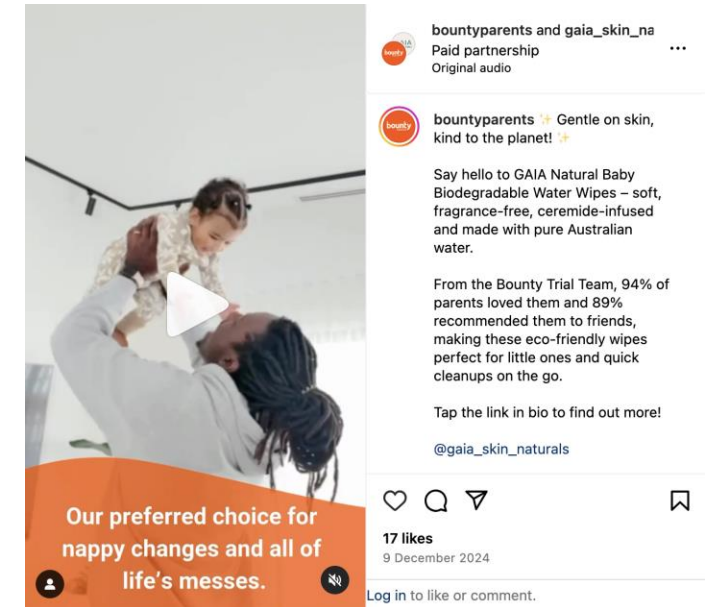 Our preferred choice for
nappy changes and all of
life's messes.
bountyparents and gaia_skin_na
Paid partnership
Original audio
bounty
bountyparents ✨ Gentle on skin,
kind to the planet! ✨
Say hello to GAIA Natural Baby
Biodegradable Water Wipes – soft,
fragrance-free, ceremide-infused
and made with pure Australian
water.
From the Bounty Trial Team, 94% of
parents loved them and 89%
recommended them to friends,
making these eco-friendly wipes
perfect for little ones and quick
cleanups on the go.
Tap the link in bio to find out more!
@gaia_skin_naturals
17 likes
9 December 2024
Log in to like or comment.